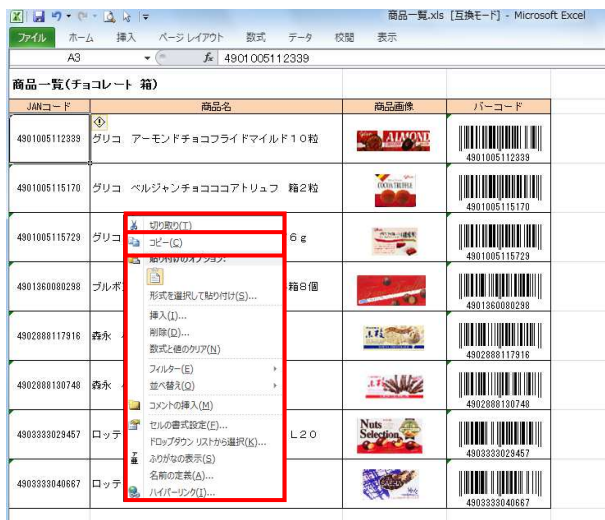 商品一覧.xls [互換モード] - Microsoft Excel
ファイル ホーム 挿入 ページ レイアウト 数式 データ 校閲 表示
A3 fx 4901005112339
商品一覧(チョコレート 箱)
JANコード 商品名 商品画像 バーコード
4901005112339 グリコ アーモンドチョコフライドマイルド10粒 ALMOND 4901005112339
4901005115170 グリコ ベルジャンチョコココアトリュフ 箱2粒 COCOA TRUFFLE 4901005115170
4901005115729 グリコ 6g 4901005115729
4901360080298 ブルボ 箱8個 4901360080298
4902888117916 森永 4902888117916
4902888130748 森永 4902888130748
4903333029457 ロッテ L20 Nuts Selection 4903333029457
4903333040667 ロッテ 4903333040667
切り取り(T)
コピー(C)
貼り付けのオプション:
形式を選択して貼り付け(S)...
挿入(I)...
削除(D)...
数式と値のクリア(N)
フィルター(E)
並べ替え(O)
コメントの挿入(M)
セルの書式設定(F)...
ドロップダウン リストから選択(K)...
ふりがなの表示(S)
名前の定義(A)...
ハイパーリンク(I)...